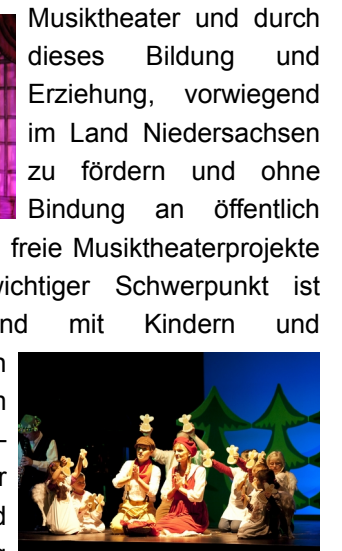 Musiktheater und durch
dieses Bildung und
Erziehung, vorwiegend
im Land Niedersachsen
zu fördern und ohne
Bindung an öffentlich
freie Musiktheaterprojekte
wichtiger Schwerpunkt ist
mit Kindern und